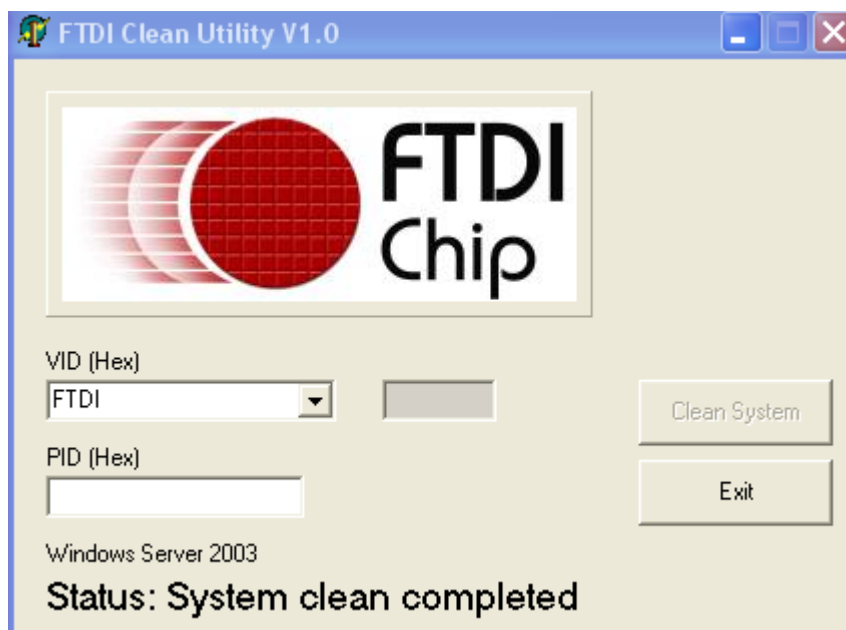 FTDI Clean Utility V1.0
FTDI
Chip
VID (Hex)
FTDI
Clean System
PID (Hex)
Exit
Windows Server 2003
Status: System clean completed